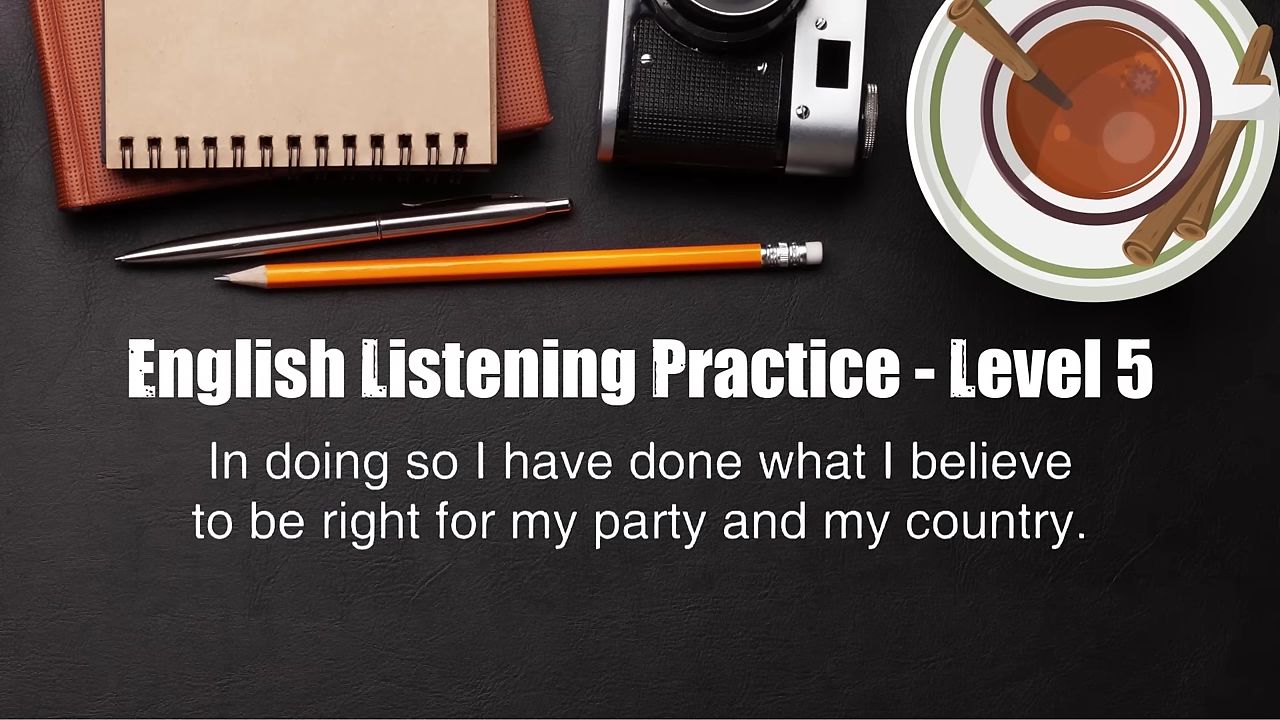 English Listening Practice - Level 5
In doing so I have done what I believe
to be right for my party and my country.